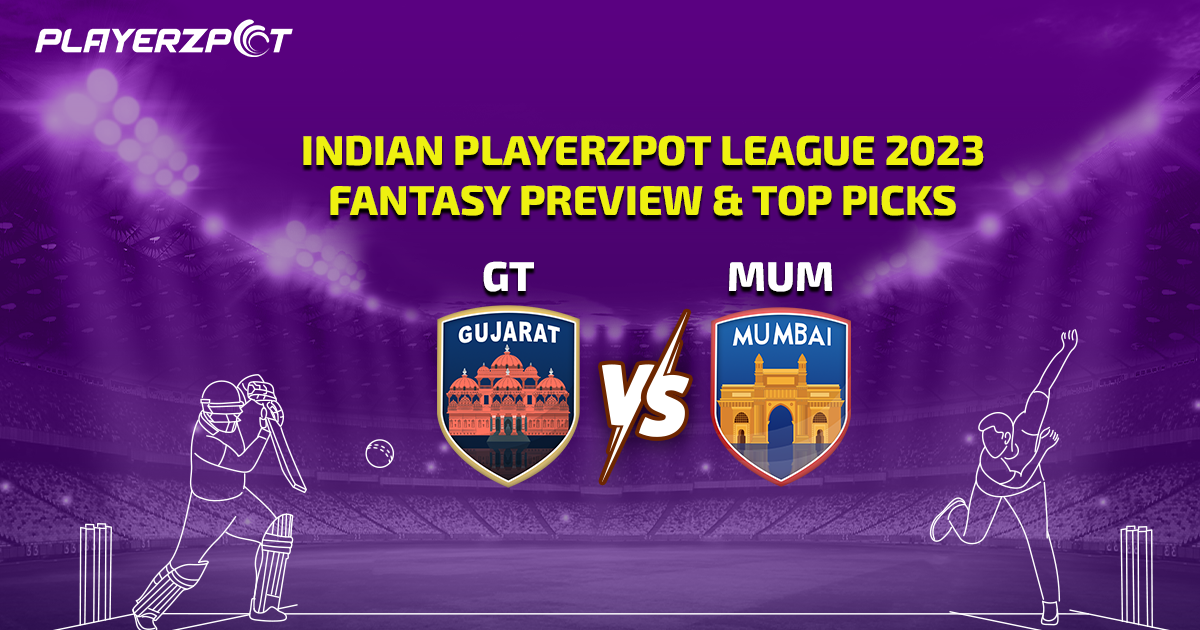 PLAYERZPOT
INDIAN PLAYERZPOT LEAGUE 2023
FANTASY PREVIEW & TOP PICKS
GT
MUM
GUJARAT
VS
MUMBAI